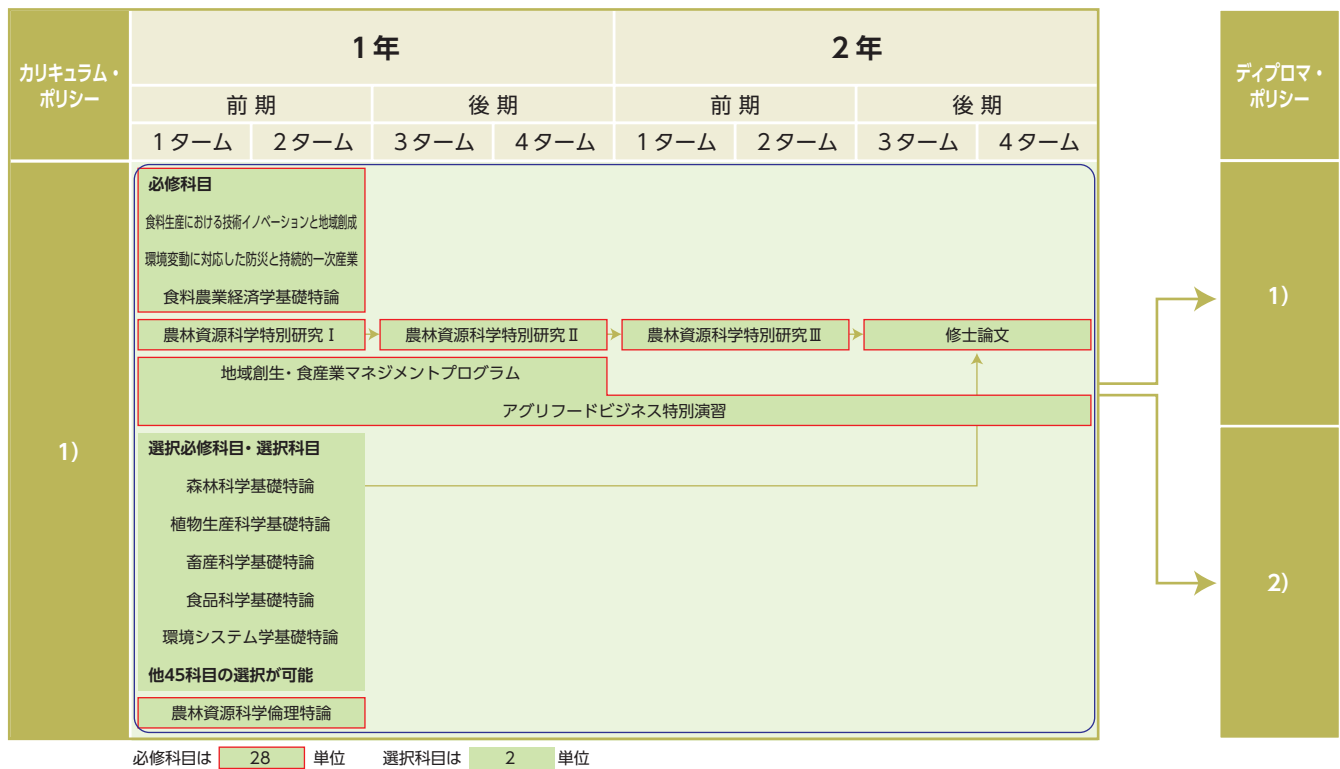 カリキュラム・
ポリシー
1年
2年
ディプロマ・
ポリシー
前 期
後 期
前 期
後 期
1ターム
2ターム
3ターム
4ターム
1ターム
2ターム
3ターム
4ターム
必修科目
食料生産における技術イノベーションと地域創成
環境変動に対応した防災と持続的一次産業
食料農業経済学基礎特論
農林資源科学特別研究Ⅰ
農林資源科学特別研究Ⅱ
農林資源科学特別研究Ⅲ
修士論文
地域創生・食産業マネジメントプログラム
アグリフードビジネス特別演習
1)
選択必修科目・選択科目
森林科学基礎特論
植物生産科学基礎特論
畜産科学基礎特論
食品科学基礎特論
環境システム学基礎特論
他45科目の選択が可能
農林資源科学倫理特論
1)
2)
必修科目は 28 単位 選択科目は 2 単位